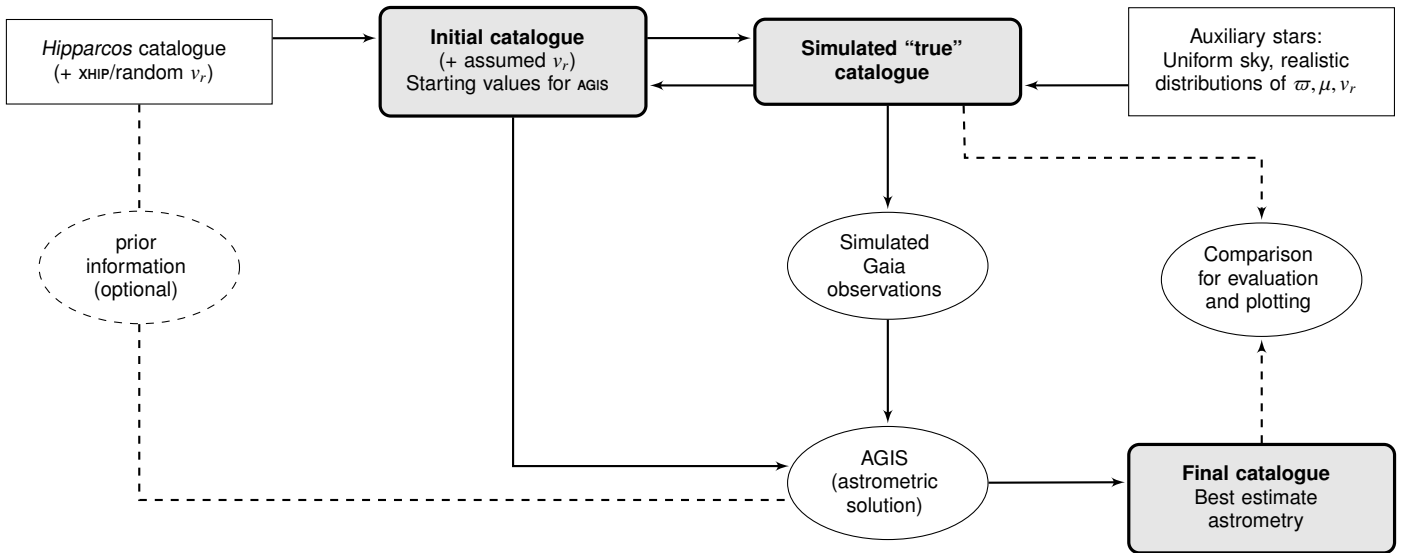 Hipparcos catalogue
(+ XHIP/random vr)
Initial catalogue
(+ assumed vr)
Starting values for AGIS
Simulated “true”
catalogue
Auxiliary stars:
Uniform sky, realistic
distributions of ϖ, μ, vr
prior
information
(optional)
Simulated
Gaia
observations
Comparison
for evaluation
and plotting
AGIS
(astrometric
solution)
Final catalogue
Best estimate
astrometry